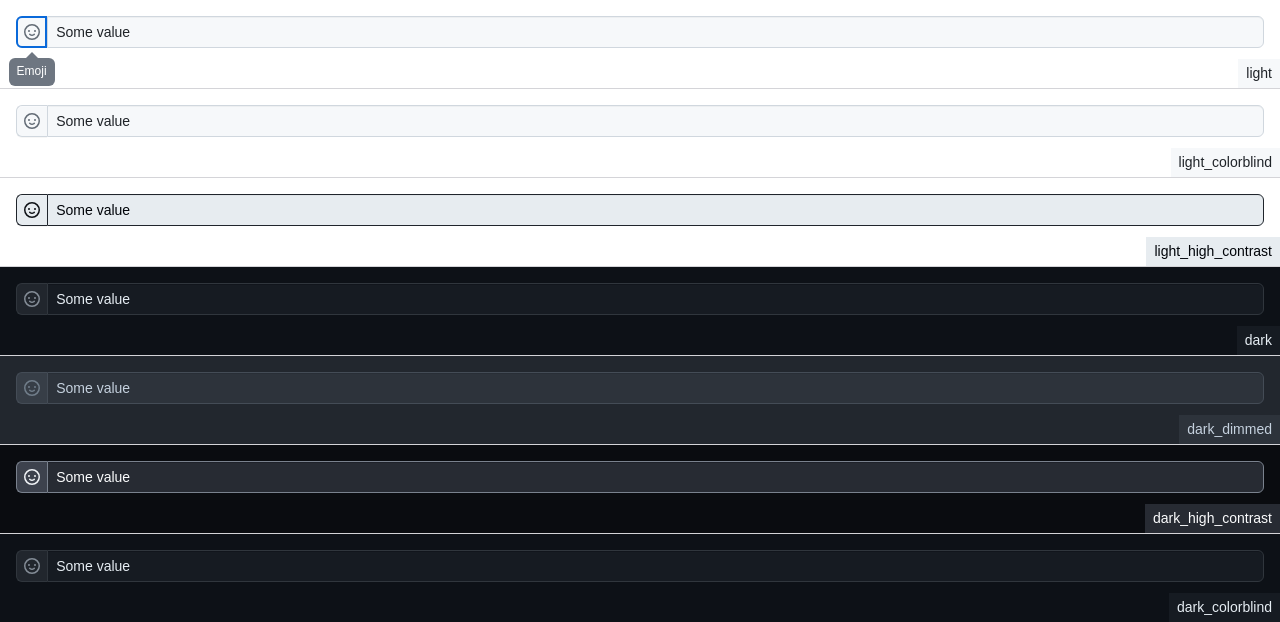 Some value
Emoji
light
Some value
light_colorblind
Some value
light_high_contrast
Some value
dark
Some value
dark_dimmed
Some value
dark_high_contrast
Some value
dark_colorblind